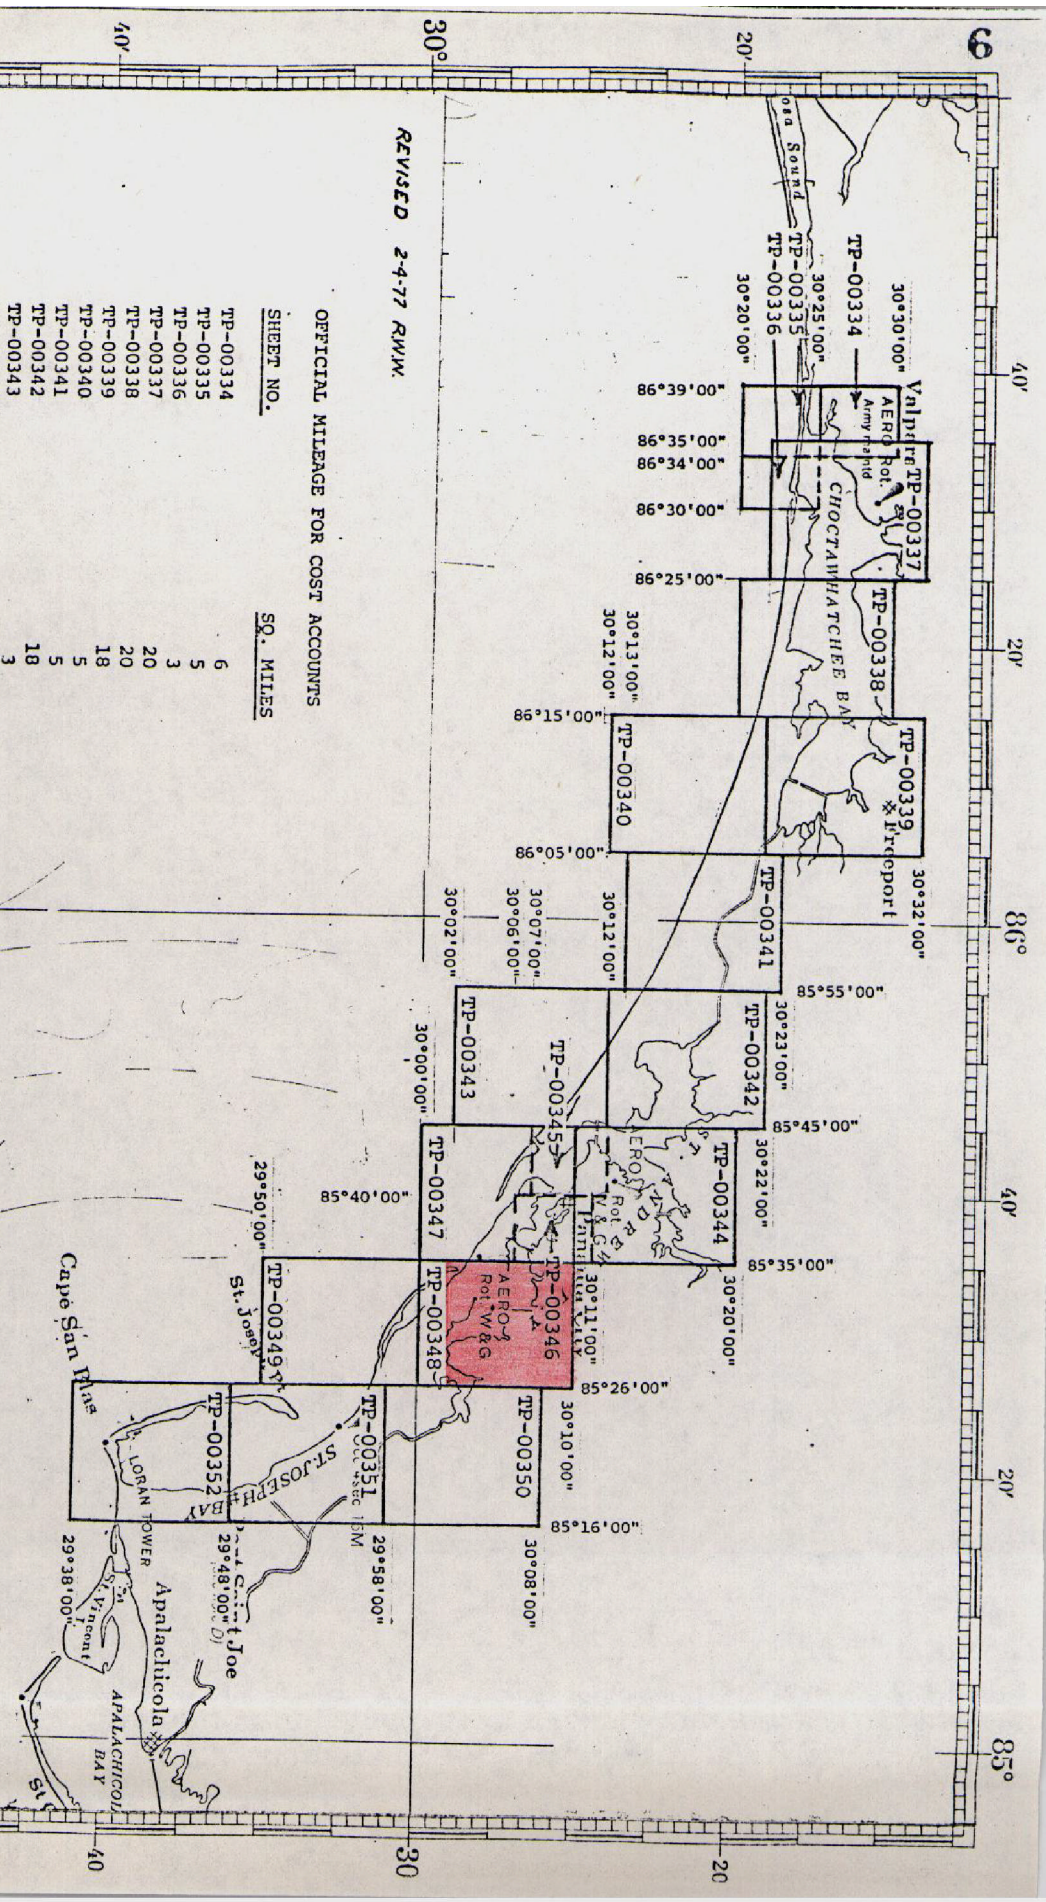 6
40'
20'
86°
40'
20'
85°
20'
30°
40'
osa Sound
TP-00334
TP-00335
TP-00336
30°30'00"
30°25'00"
30°20'00"
86°39'00"
86°35'00"
86°34'00"
86°30'00"
86°25'00"
AERO
Rot.
Army maintd
TP-00337
CHOCTAWHATCHEE BAY
TP-00338
30°13'00"
30°12'00"
86°15'00"
TP-00339
Freeport
TP-00340
86°05'00"
30°32'00"
TP-00341
30°12'00"
30°07'00"
30°06'00"
30°02'00"
85°55'00"
30°23'00"
TP-00342
TP-00343
TP-00345
30°00'00"
85°45'00"
30°22'00"
TP-00344
AERO
Rot.
W & G
TP-00347
85°40'00"
29°50'00"
85°35'00"
30°20'00"
30°11'00"
TP-00346
AERO
Rot W&G
TP-00348
TP-00349
St. Josep
85°26'00"
30°10'00"
TP-00350
TP-00351
ST. JOSEPH BAY
TP-00352
Cape San Blas
LORAN TOWER
85°16'00"
30°08'00"
29°58'00"
29°48'00"
29°38'00"
Joe
St. Vincent I
Apalachicola
APALACHICOL
BAY
St
20
30
40
REVISED 2-4-77 R.W.W.
OFFICIAL MILEAGE FOR COST ACCOUNTS
SHEET NO. SQ. MILES
TP-00334 6
TP-00335 5
TP-00336 3
TP-00337 20
TP-00338 20
TP-00339 18
TP-00340 5
TP-00341 5
TP-00342 18
TP-00343 3